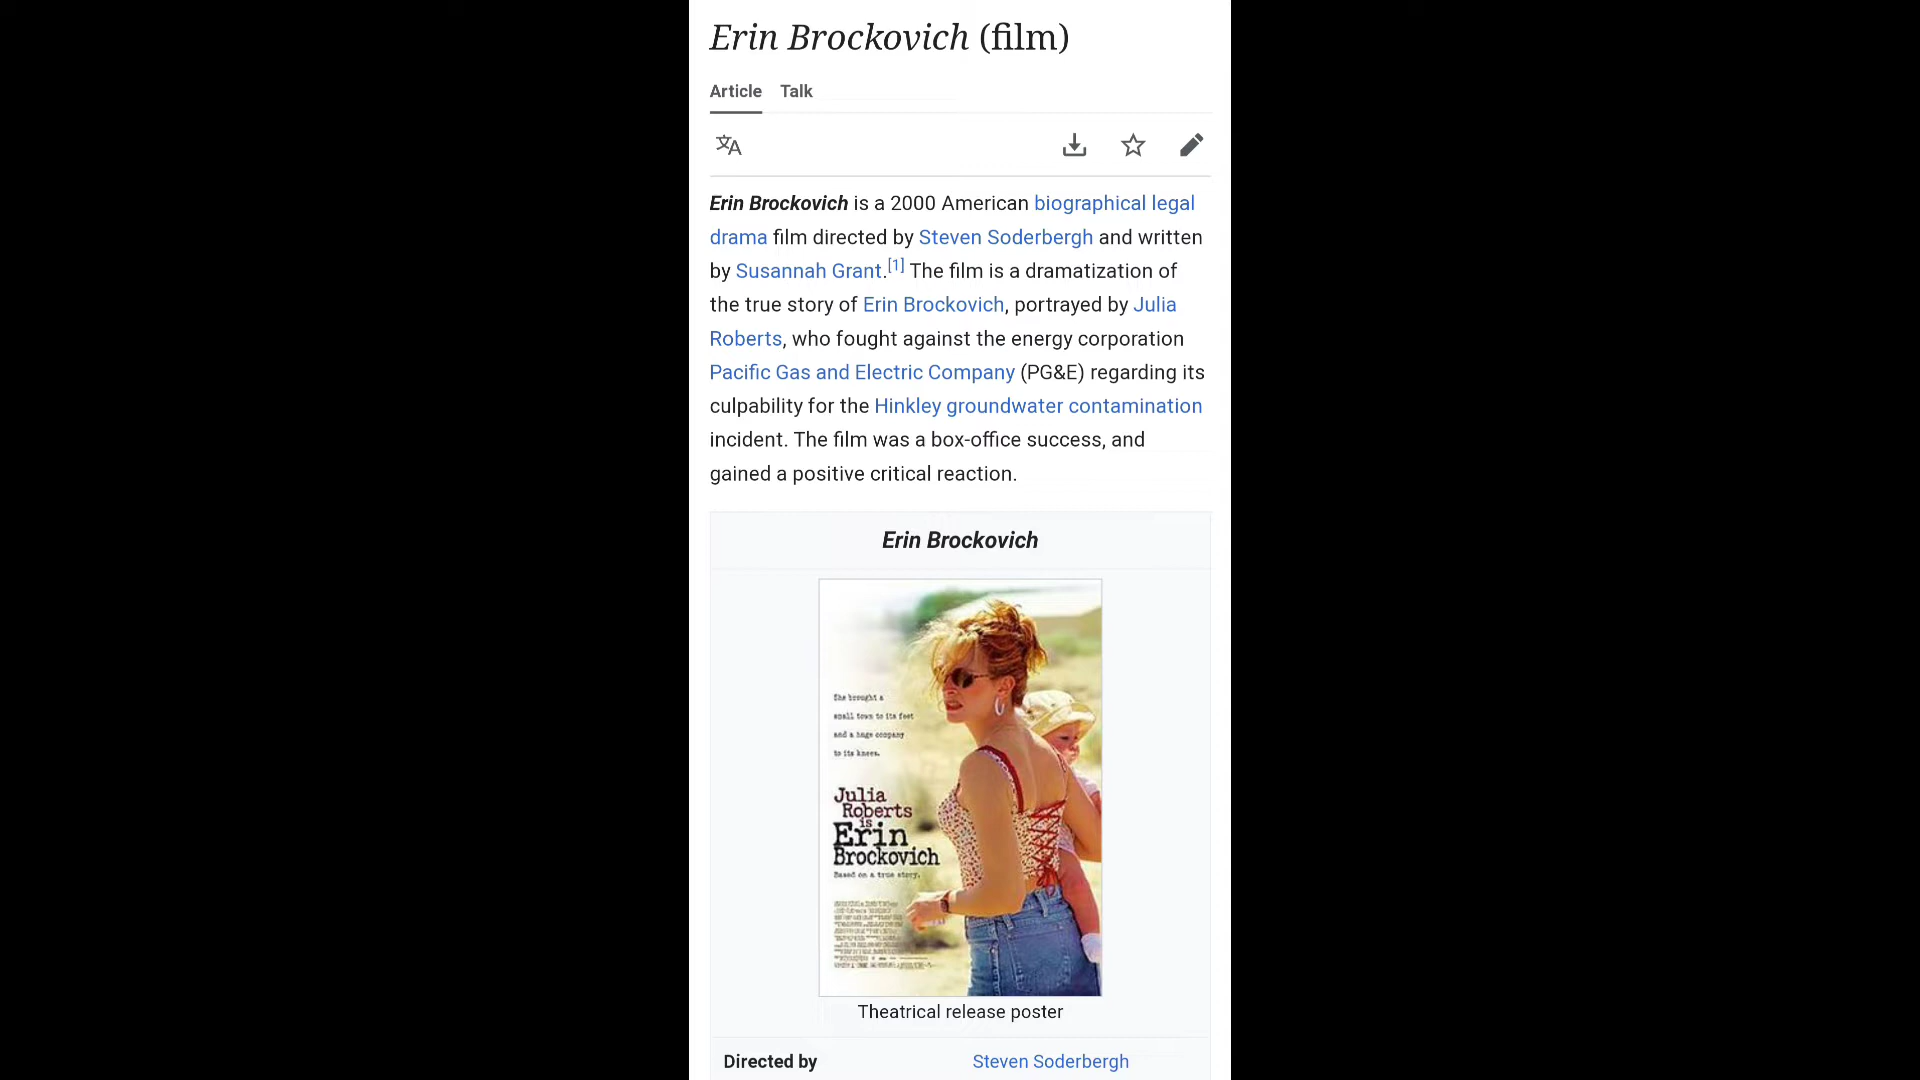 Erin Brockovich (film)
Article Talk
Erin Brockovich is a 2000 American biographical legal
drama film directed by Steven Soderbergh and written
by Susannah Grant.[1] The film is a dramatization of
the true story of Erin Brockovich, portrayed by Julia
Roberts, who fought against the energy corporation
Pacific Gas and Electric Company (PG&E) regarding its
culpability for the Hinkley groundwater contamination
incident. The film was a box-office success, and
gained a positive critical reaction.
Erin Brockovich
She brought a
small town to its feet
and a huge company
to its knees.
Julia
Roberts
is
Erin
Brockovich
Based on a true story.
Theatrical release poster
Directed by Steven Soderbergh